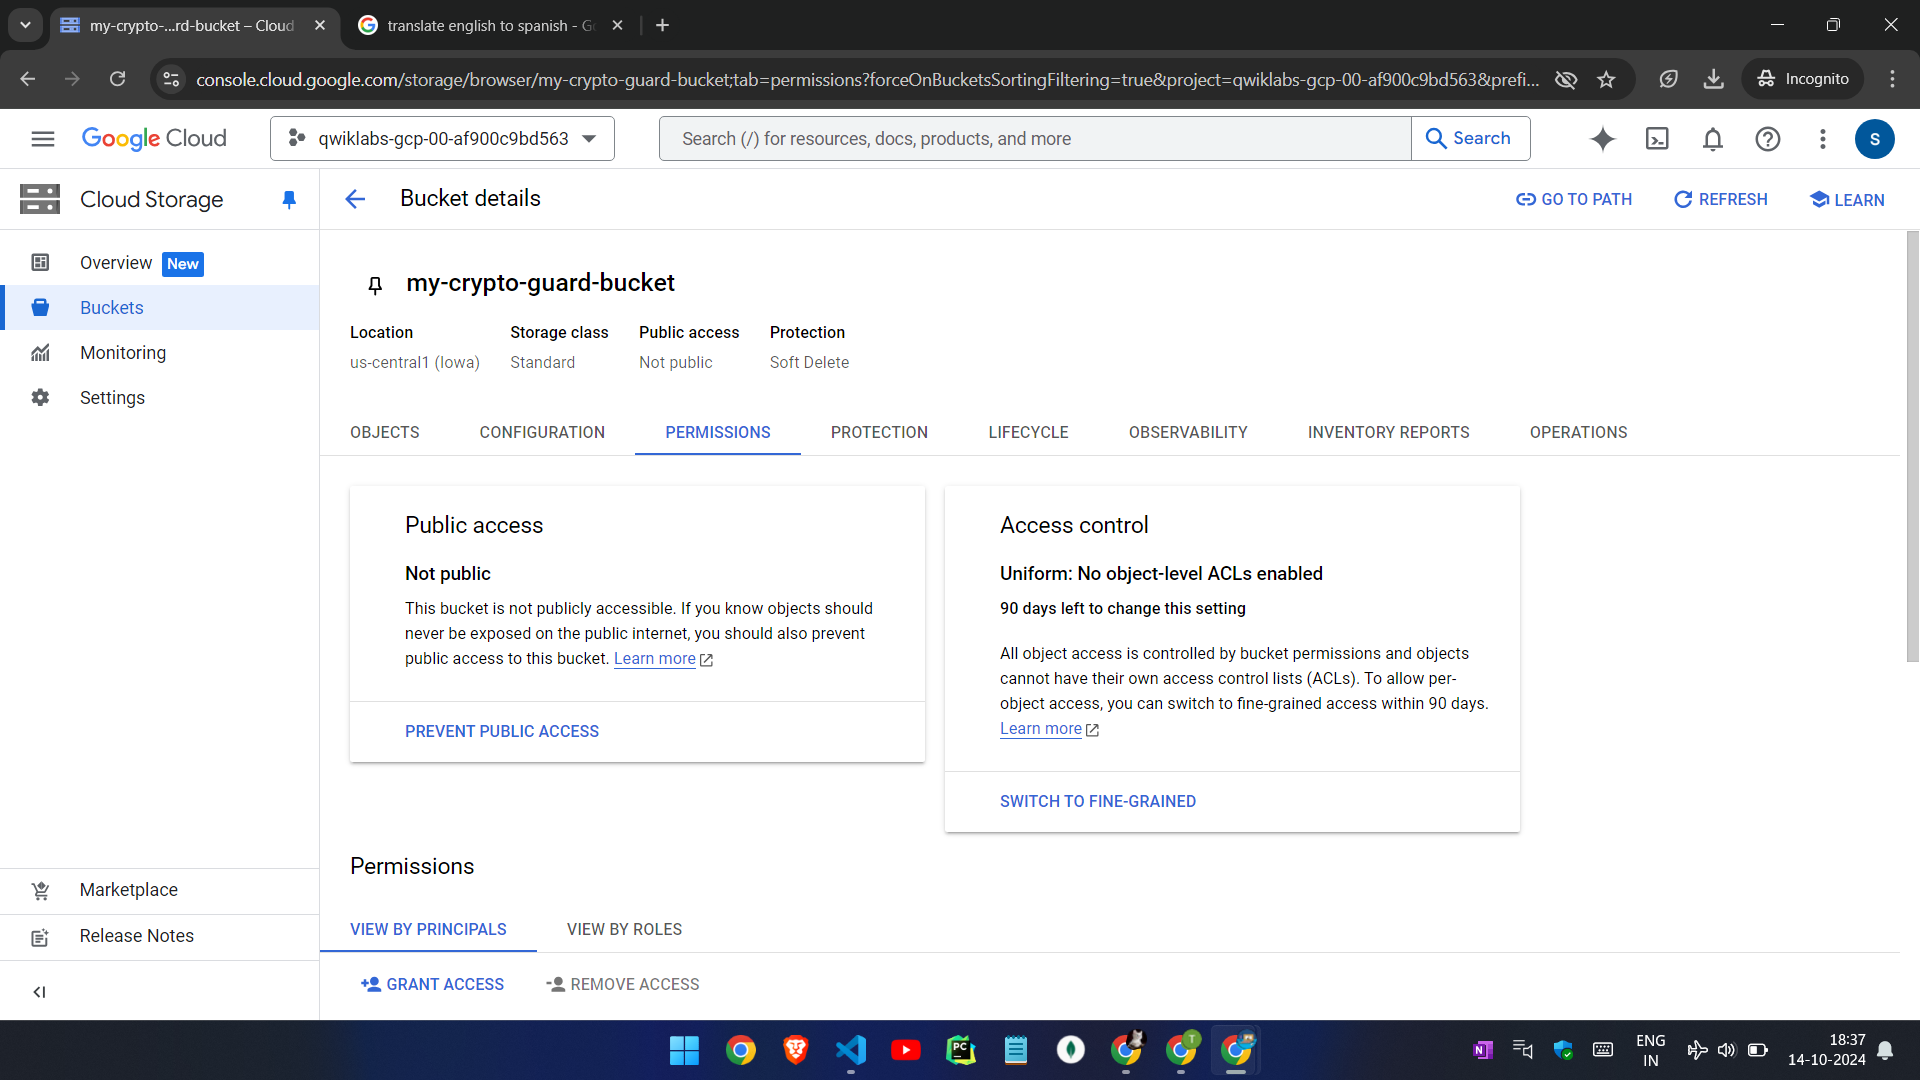 my-crypto-...rd-bucket – Cloud
translate english to spanish - Go
console.cloud.google.com/storage/browser/my-crypto-guard-bucket;tab=permissions?forceOnBucketsSortingFiltering=true&project=qwiklabs-gcp-00-af900c9bd563&prefi...
Incognito
Google Cloud
qwiklabs-gcp-00-af900c9bd563
Search (/) for resources, docs, products, and more
Search
S
Cloud Storage
Bucket details
GO TO PATH
REFRESH
LEARN
Overview New
Buckets
Monitoring
Settings
my-crypto-guard-bucket
Location Storage class Public access Protection
us-central1 (Iowa) Standard Not public Soft Delete
OBJECTS CONFIGURATION PERMISSIONS PROTECTION LIFECYCLE OBSERVABILITY INVENTORY REPORTS OPERATIONS
Public access
Not public
This bucket is not publicly accessible. If you know objects should
never be exposed on the public internet, you should also prevent
public access to this bucket. Learn more
PREVENT PUBLIC ACCESS
Access control
Uniform: No object-level ACLs enabled
90 days left to change this setting
All object access is controlled by bucket permissions and objects
cannot have their own access control lists (ACLs). To allow per-
object access, you can switch to fine-grained access within 90 days.
Learn more
SWITCH TO FINE-GRAINED
Permissions
VIEW BY PRINCIPALS VIEW BY ROLES
GRANT ACCESS REMOVE ACCESS
Marketplace
Release Notes
PC
T
N
ENG
IN
18:37
14-10-2024